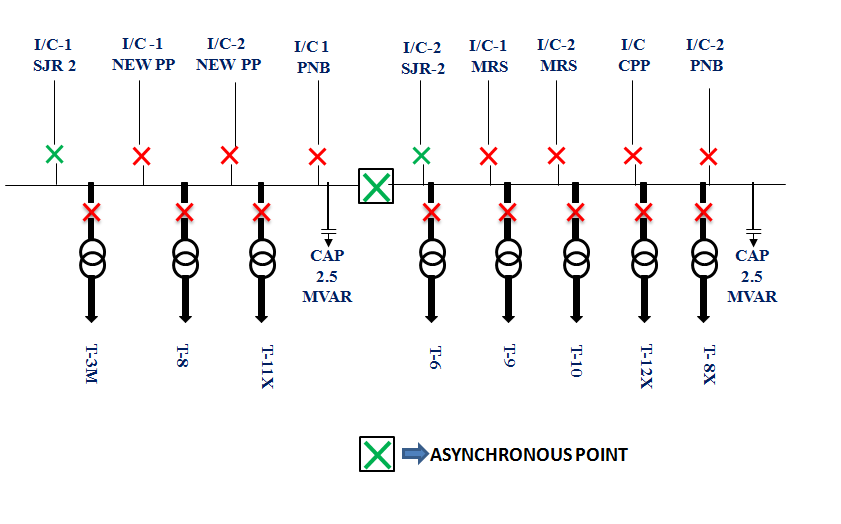 I/C-1
SJR 2
I/C -1
NEW PP
I/C-2
NEW PP
I/C 1
PNB
I/C-2
SJR-2
I/C-1
MRS
I/C-2
MRS
I/C
CPP
I/C-2
PNB
CAP
2.5
MVAR
CAP
2.5
MVAR
T-3M
T-8
T-11X
T-6
T-9
T-10
T-12X
T- 8X
ASYNCHRONOUS POINT